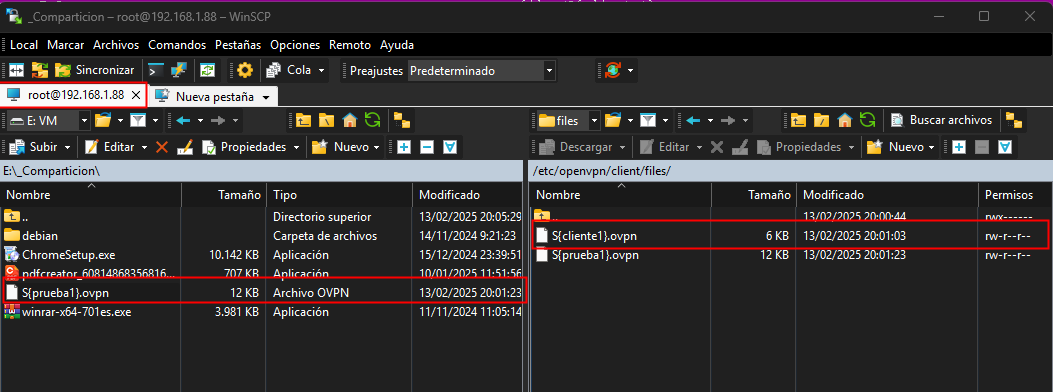 _Comparticion – root@192.168.1.88 – WinSCP
Local Marcar Archivos Comandos Pestañas Opciones Remoto Ayuda
Sincronizar Cola Preajustes Predeterminado
root@192.168.1.88 Nueva pestaña
E: VM
Subir Editar Propiedades Nuevo
E:\_Comparticion\
Nombre Tamaño Tipo Modificado
.. Directorio superior 13/02/2025 20:05:29
debian Carpeta de archivos 14/11/2024 9:21:23
ChromeSetup.exe 10.142 KB Aplicación 15/12/2024 23:39:51
pdfcreator_60814868356816... 707 KB Aplicación 10/01/2025 11:51:56
S{prueba1}.ovpn 12 KB Archivo OVPN 13/02/2025 20:01:23
winrar-x64-701es.exe 3.981 KB Aplicación 11/11/2024 11:05:14
files Buscar archivos
Descargar Editar Propiedades Nuevo
/etc/openvpn/client/files/
Nombre Tamaño Modificado Permisos
.. 13/02/2025 20:00:44 rwx------
S{cliente1}.ovpn 6 KB 13/02/2025 20:01:03 rw-r--r--
S{prueba1}.ovpn 12 KB 13/02/2025 20:01:23 rw-r--r--